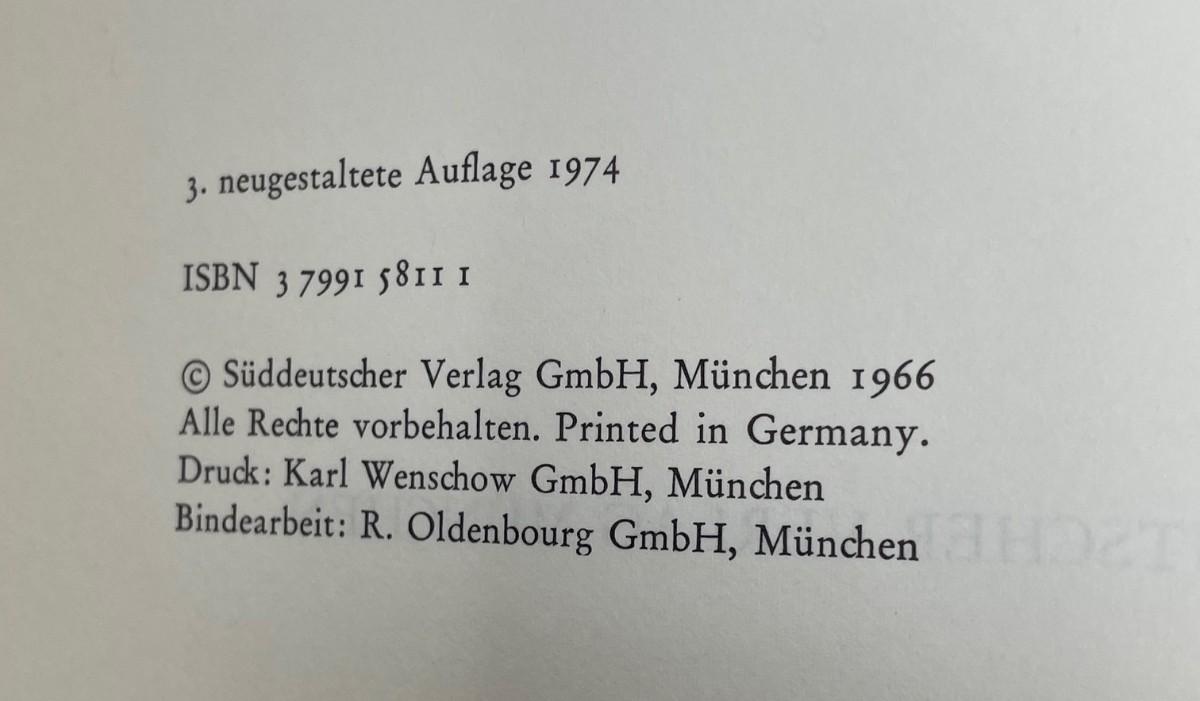 3. neugestaltete Auflage 1974
ISBN 3 7991 5811 1
© Süddeutscher Verlag GmbH, München 1966
Alle Rechte vorbehalten. Printed in Germany.
Druck: Karl Wenschow GmbH, München
Bindearbeit: R. Oldenbourg GmbH, München